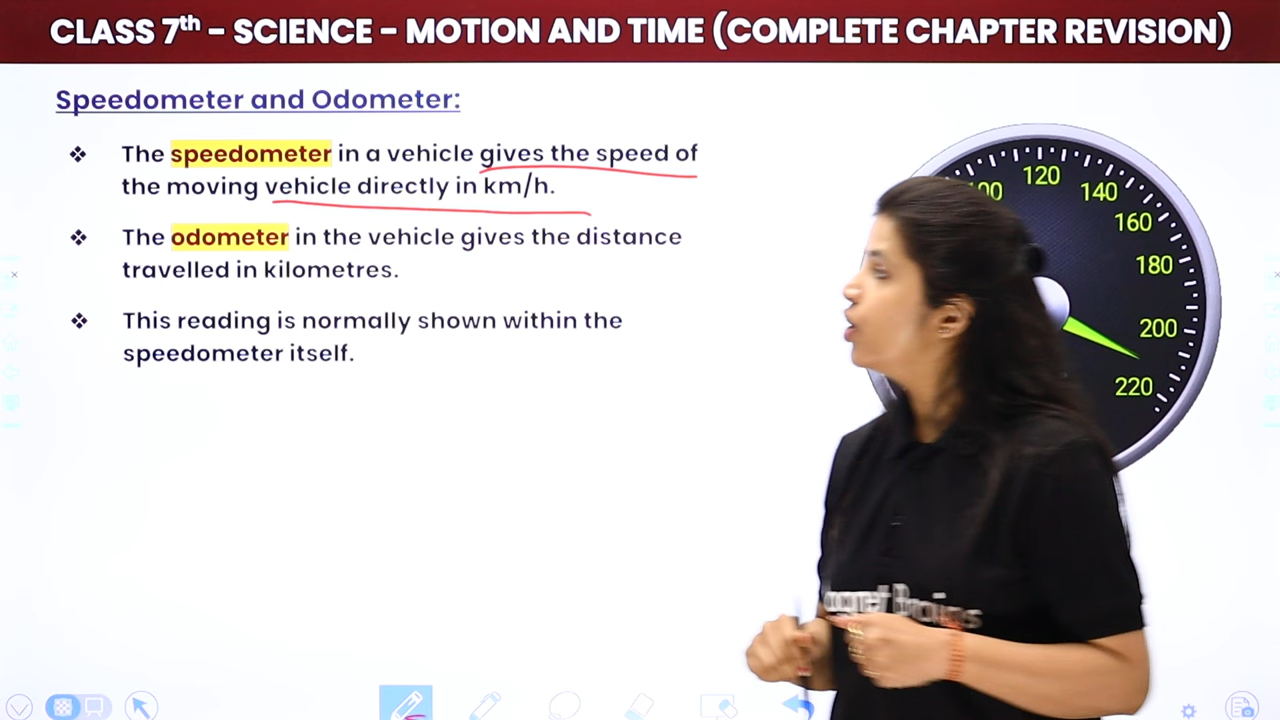 CLASS 7th – SCIENCE – MOTION AND TIME (COMPLETE CHAPTER REVISION)
Speedometer and Odometer:
❖ The speedometer in a vehicle gives the speed of
the moving vehicle directly in km/h.
❖ The odometer in the vehicle gives the distance
travelled in kilometres.
❖ This reading is normally shown within the
speedometer itself.
120
140
160
180
200
220